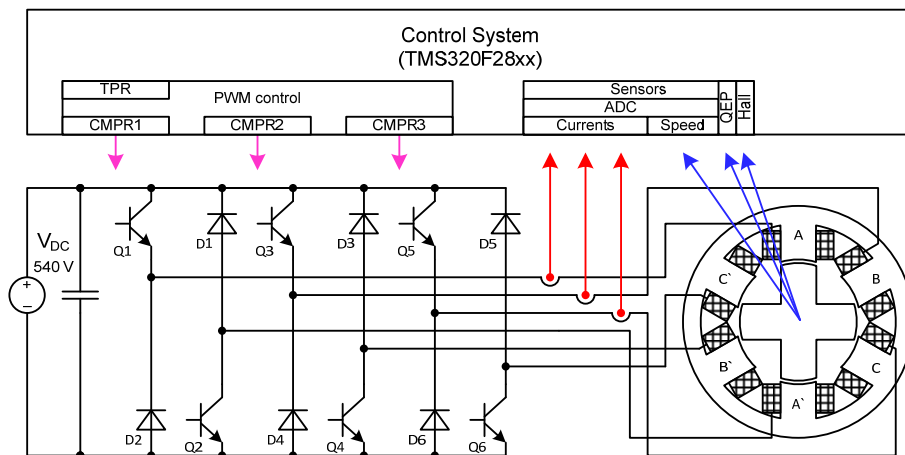 Control System
(TMS320F28xx)
TPR
PWM control
CMPR1
CMPR2
CMPR3
Sensors
ADC
Currents
Speed
QEP
Hall
VDC
540 V
+
−
Q1
D1
Q3
D3
Q5
D5
D2
Q2
D4
Q4
D6
Q6
A
B
C
A`
B`
C`